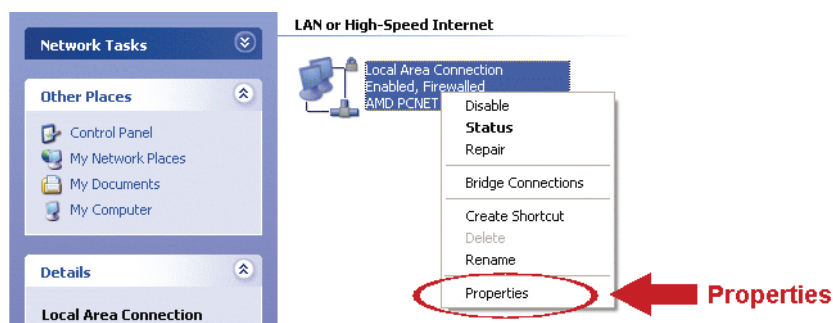 LAN or High-Speed Internet
Network Tasks
Other Places
Control Panel
My Network Places
My Documents
My Computer
Details
Local Area Connection
Local Area Connection
Enabled, Firewalled
AMD PCNET
Disable
Status
Repair
Bridge Connections
Create Shortcut
Delete
Rename
Properties
Properties